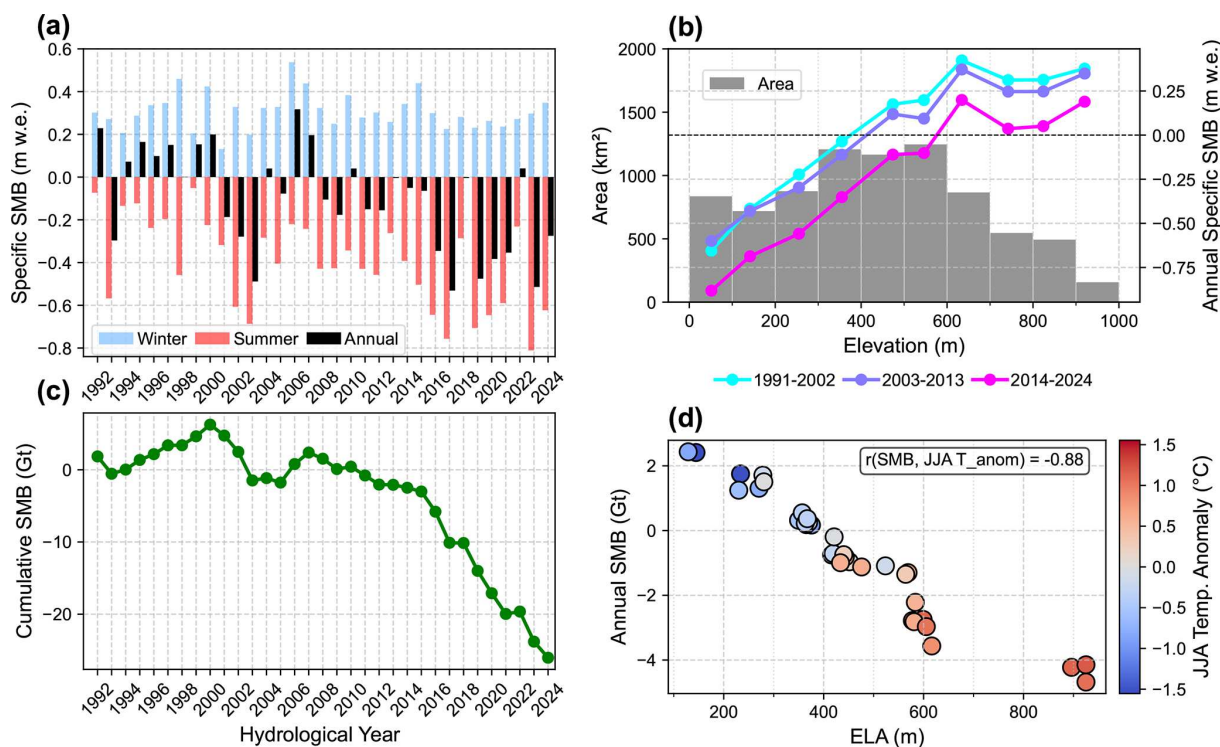 (a)
Specific SMB (m w.e.)
0.6
0.4
0.2
0.0
−0.2
−0.4
−0.6
−0.8
Winter Summer Annual
1992 1994 1996 1998 2000 2002 2004 2006 2008 2010 2012 2014 2016 2018 2020 2022 2024
(b)
Area (km²)
2000
1500
1000
500
0
Area
0.25
0.00
−0.25
−0.50
−0.75
Annual Specific SMB (m w.e.)
0 200 400 600 800 1000
Elevation (m)
1991-2002 2003-2013 2014-2024
(c)
Cumulative SMB (Gt)
0
−10
−20
1992 1994 1996 1998 2000 2002 2004 2006 2008 2010 2012 2014 2016 2018 2020 2022 2024
Hydrological Year
(d)
Annual SMB (Gt)
2
0
−2
−4
r(SMB, JJA T_anom) = -0.88
200 400 600 800
ELA (m)
1.5
1.0
0.5
0.0
−0.5
−1.0
−1.5
JJA Temp. Anomaly (°C)